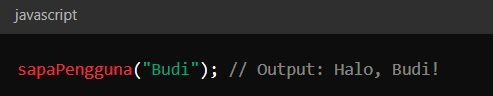 javascript
sapaPengguna("Budi"); // Output: Halo, Budi!